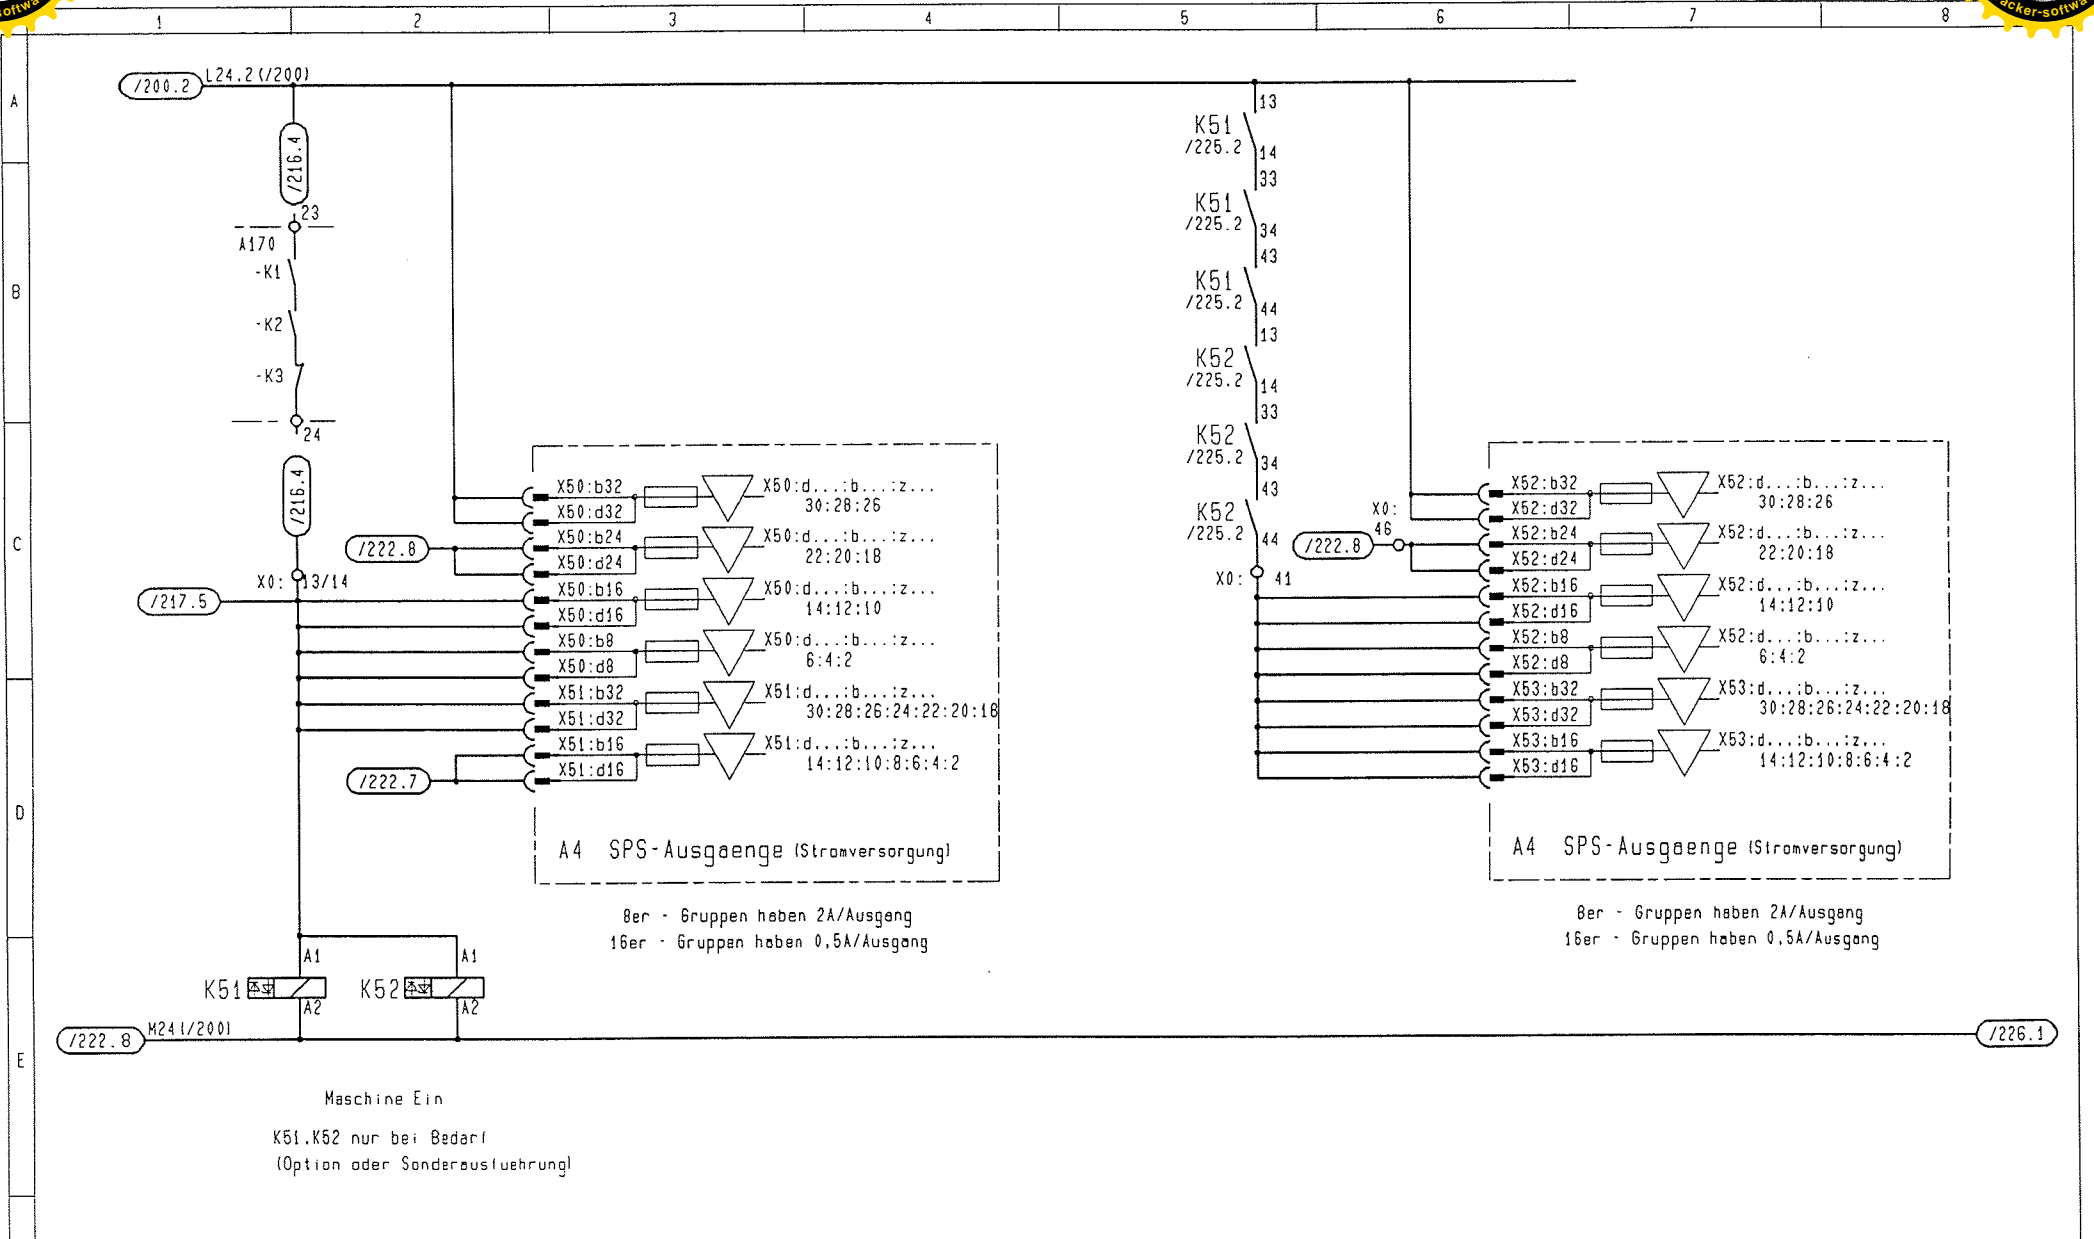 1 2 3 4 5 6 7 8
acker-softwa
A
B
C
D
E
/200.2
L24.2(/200)
/216.4
23
A170
-K1
-K2
-K3
24
/216.4
X0: 13/14
/217.5
/222.8
/222.7
X50:b32
X50:d32
X50:b24
X50:d24
X50:b16
X50:d16
X50:b8
X50:d8
X51:b32
X51:d32
X51:b16
X51:d16
X50:d...:b...:z...
30:28:26
X50:d...:b...:z...
22:20:18
X50:d...:b...:z...
14:12:10
X50:d...:b...:z...
6:4:2
X51:d...:b...:z...
30:28:26:24:22:20:18
X51:d...:b...:z...
14:12:10:8:6:4:2
A4 SPS-Ausgaenge (Stromversorgung)
8er - Gruppen haben 2A/Ausgang
16er - Gruppen haben 0,5A/Ausgang
13
K51
/225.2
14
33
K51
/225.2
34
43
K51
/225.2
44
13
K52
/225.2
14
33
K52
/225.2
34
43
K52
/225.2
44
X0: 41
X0:
46
/222.8
X52:b32
X52:d32
X52:b24
X52:d24
X52:b16
X52:d16
X52:b8
X52:d8
X53:b32
X53:d32
X53:b16
X53:d16
X52:d...:b...:z...
30:28:26
X52:d...:b...:z...
22:20:18
X52:d...:b...:z...
14:12:10
X52:d...:b...:z...
6:4:2
X53:d...:b...:z...
30:28:26:24:22:20:18
X53:d...:b...:z...
14:12:10:8:6:4:2
A4 SPS-Ausgaenge (Stromversorgung)
8er - Gruppen haben 2A/Ausgang
16er - Gruppen haben 0,5A/Ausgang
A1
K51
A2
A1
K52
A2
/222.8
M24(/200)
/226.1
Maschine Ein
K51,K52 nur bei Bedarf
(Option oder Sonderausfuehrung)